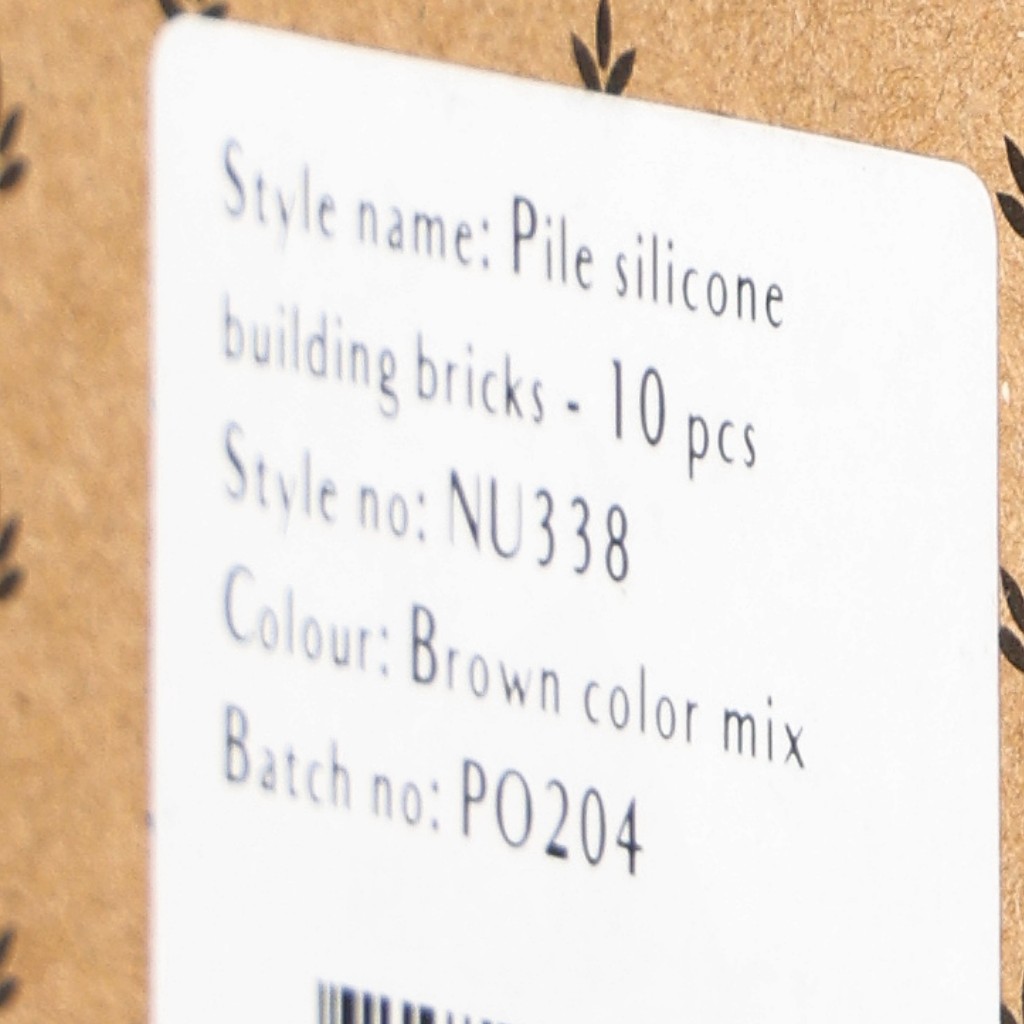 Style name: Pile silicone
building bricks - 10 pcs
Style no: NU338
Colour: Brown color mix
Batch no: PO204